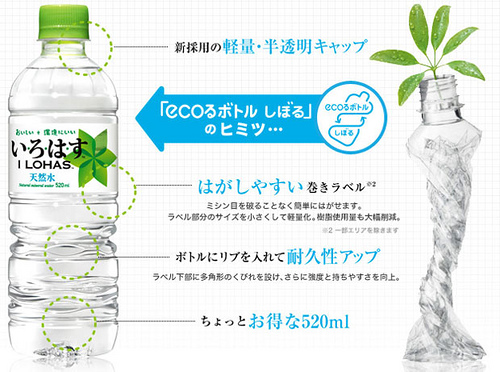 新採用の軽量・半透明キャップ
「ecoるボトル しぼる」
のヒミツ…
ecoるボトル
しぼる
おいしい + 環境にいい
い・ろ・は・す
I LOHAS
天然水
Natural mineral water 520ml
はがしやすい 巻きラベル※2
ミシン目を破ることなく簡単にはがせます。
ラベル部分のサイズを小さくして軽量化。樹脂使用量も大幅削減。
※2 一部エリアを除きます
ボトルにリブを入れて耐久性アップ
ラベル下部に多角形のくびれを設け、さらに強度と持ちやすさを向上。
ちょっとお得な520ml